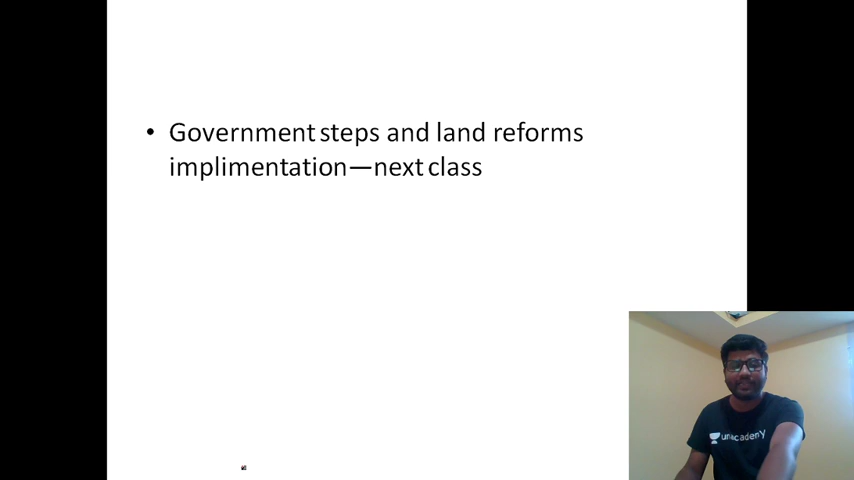 • Government steps and land reforms
implimentation—next class
unacademy